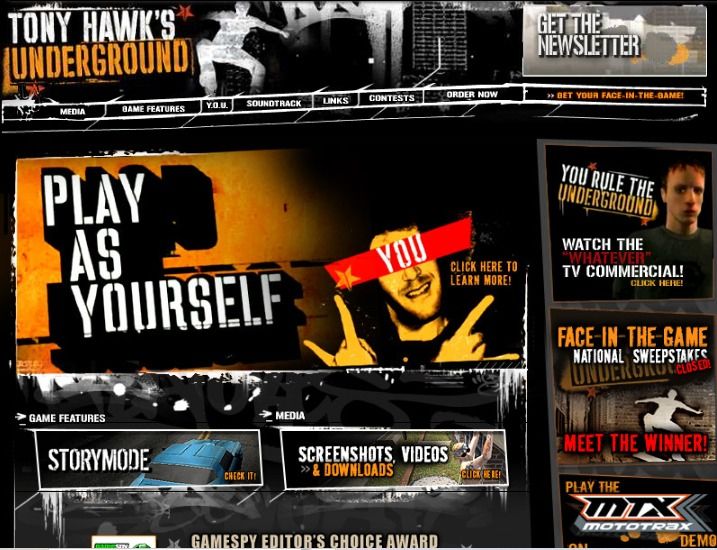 TONY HAWK'S
UNDERGROUND
GET THE
NEWSLETTER
MEDIA
GAME FEATURES
Y.O.U.
SOUNDTRACK
LINKS
CONTESTS
ORDER NOW
>> GET YOUR FACE-IN-THE-GAME!
PLAY
AS
YOURSELF
YOU
CLICK HERE TO
LEARN MORE!
YOU RULE THE
UNDERGROUND
WATCH THE
"WHATEVER"
TV COMMERCIAL!
CLICK HERE!
FACE-IN-THE-GAME
NATIONAL SWEEPSTAKES
UNDERGROUND
CLOSED!
MEET THE WINNER!
GAME FEATURES
MEDIA
STORYMODE
CHECK IT!
SCREENSHOTS, VIDEOS
>> & DOWNLOADS
CLICK HERE!
PLAY THE
MTX
MOTOTRAX
DEMO
ON
GAMESPY EDITOR'S CHOICE AWARD